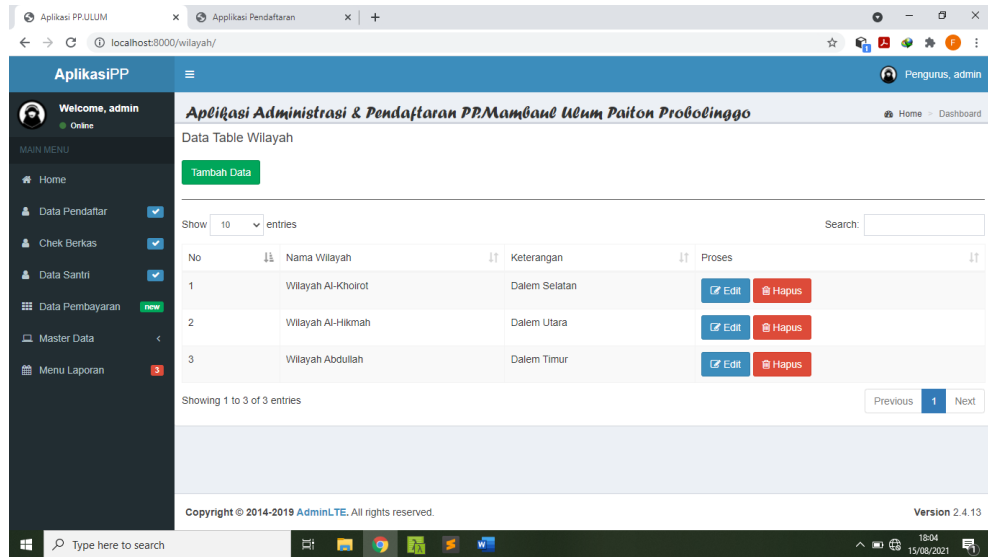 Aplikasi PP.ULUM
Applikasi Pendaftaran
localhost:8000/wilayah/
F
AplikasiPP
Pengurus, admin
Welcome, admin
Online
Aplikasi Administrasi & Pendaftaran PP.Mambaul Ulum Paiton Probolinggo
Home > Dashboard
MAIN MENU
Home
Data Pendaftar
Chek Berkas
Data Santri
Data Pembayaran new
Master Data
Menu Laporan 3
Data Table Wilayah
Tambah Data
Show 10 entries Search:
No Nama Wilayah Keterangan Proses
1 Wilayah Al-Khoirot Dalem Selatan Edit Hapus
2 Wilayah Al-Hikmah Dalem Utara Edit Hapus
3 Wilayah Abdullah Dalem Timur Edit Hapus
Showing 1 to 3 of 3 entries Previous 1 Next
Copyright © 2014-2019 AdminLTE. All rights reserved. Version 2.4.13
Type here to search
18:04
15/08/2021